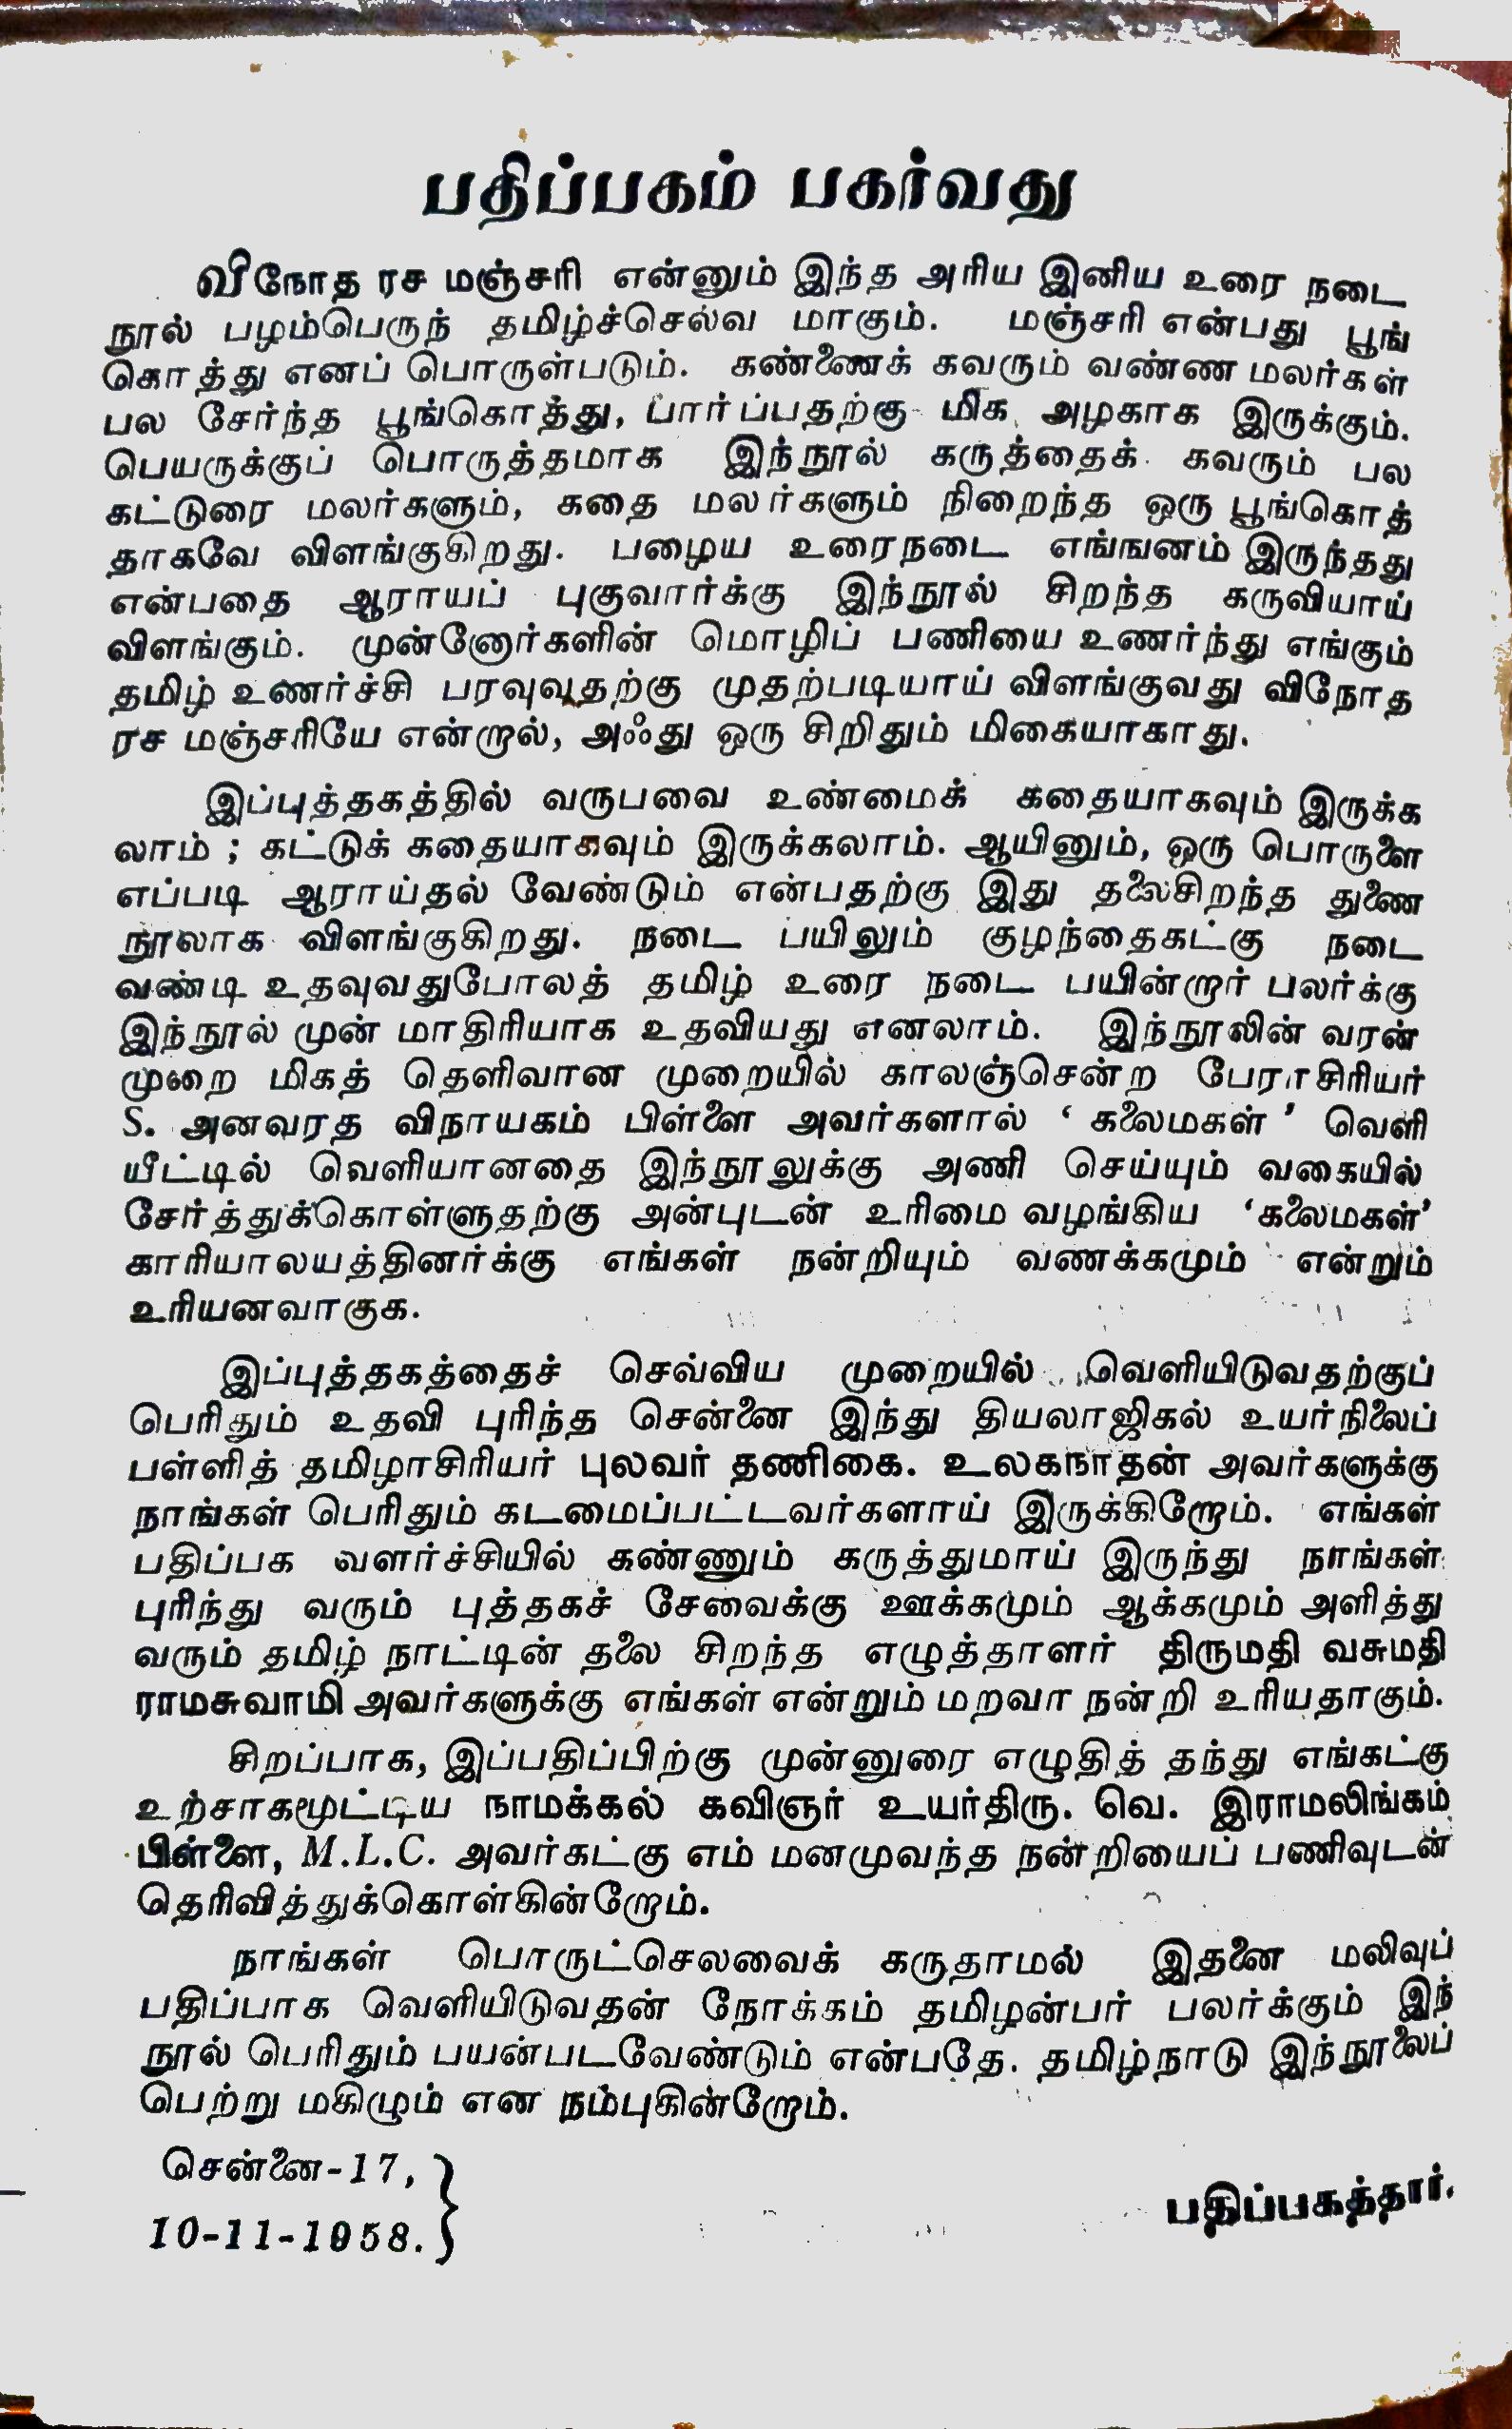 பதிப்பகம் பகர்வது
விநோத ரச மஞ்சரி என்னும் இந்த அரிய இனிய உரை நடை
நூல் பழம்பெருந் தமிழ்ச்செல்வ மாகும். மஞ்சரி என்பது பூங்
கொத்து எனப் பொருள்படும். கண்ணைக் கவரும் வண்ண மலர்கள்
பல சேர்ந்த பூங்கொத்து, பார்ப்பதற்கு மிக அழகாக இருக்கும்.
பெயருக்குப் பொருத்தமாக இந்நூல் கருத்தைக் கவரும் பல
கட்டுரை மலர்களும், கதை மலர்களும் நிறைந்த ஒரு பூங்கொத்
தாகவே விளங்குகிறது. பழைய உரைநடை எங்ஙனம் இருந்தது
என்பதை ஆராயப் புகுவார்க்கு இந்நூல் சிறந்த கருவியாய்
விளங்கும். முன்னோர்களின் மொழிப் பணியை உணர்ந்து எங்கும்
தமிழ் உணர்ச்சி பரவுவதற்கு முதற்படியாய் விளங்குவது விநோத
ரச மஞ்சரியே என்றால், அஃது ஒரு சிறிதும் மிகையாகாது.
இப்புத்தகத்தில் வருபவை உண்மைக் கதையாகவும் இருக்க
லாம் ; கட்டுக் கதையாகவும் இருக்கலாம். ஆயினும், ஒரு பொருளை
எப்படி ஆராய்தல் வேண்டும் என்பதற்கு இது தலைசிறந்த துணை
நூலாக விளங்குகிறது. நடை பயிலும் குழந்தைகட்கு நடை
வண்டி உதவுவதுபோலத் தமிழ் உரை நடை பயின்றார் பலர்க்கு
இந்நூல் முன் மாதிரியாக உதவியது எனலாம். இந்நூலின் வரன்
முறை மிகத் தெளிவான முறையில் காலஞ்சென்ற பேராசிரியர்
S. அனவரத விநாயகம் பிள்ளை அவர்களால் ‘ கலைமகள் ’ வெளி
யீட்டில் வெளியானதை இந்நூலுக்கு அணி செய்யும் வகையில்
சேர்த்துக்கொள்ளுதற்கு அன்புடன் உரிமை வழங்கிய ‘கலைமகள்’
காரியாலயத்தினர்க்கு எங்கள் நன்றியும் வணக்கமும் என்றும்
உரியனவாகுக.
இப்புத்தகத்தைச் செவ்விய முறையில் வெளியிடுவதற்குப்
பெரிதும் உதவி புரிந்த சென்னை இந்து தியலாஜிகல் உயர்நிலைப்
பள்ளித் தமிழாசிரியர் புலவர் தணிகை. உலகநாதன் அவர்களுக்கு
நாங்கள் பெரிதும் கடமைப்பட்டவர்களாய் இருக்கிறோம். எங்கள்
பதிப்பக வளர்ச்சியில் கண்ணும் கருத்துமாய் இருந்து நாங்கள்
புரிந்து வரும் புத்தகச் சேவைக்கு ஊக்கமும் ஆக்கமும் அளித்து
வரும் தமிழ் நாட்டின் தலை சிறந்த எழுத்தாளர் திருமதி வசுமதி
ராமசுவாமி அவர்களுக்கு எங்கள் என்றும் மறவா நன்றி உரியதாகும்.
சிறப்பாக, இப்பதிப்பிற்கு முன்னுரை எழுதித் தந்து எங்கட்கு
உற்சாகமூட்டிய நாமக்கல் கவிஞர் உயர்திரு. வெ. இராமலிங்கம்
பிள்ளை, M.L.C. அவர்கட்கு எம் மனமுவந்த நன்றியைப் பணிவுடன்
தெரிவித்துக்கொள்கின்றோம்.
நாங்கள் பொருட்செலவைக் கருதாமல் இதனை மலிவுப்
பதிப்பாக வெளியிடுவதன் நோக்கம் தமிழன்பர் பலர்க்கும் இந்
நூல் பெரிதும் பயன்படவேண்டும் என்பதே. தமிழ்நாடு இந்நூலைப்
பெற்று மகிழும் என நம்புகின்றோம்.
சென்னை-17,
10-11-1958.
பதிப்பகத்தார்.